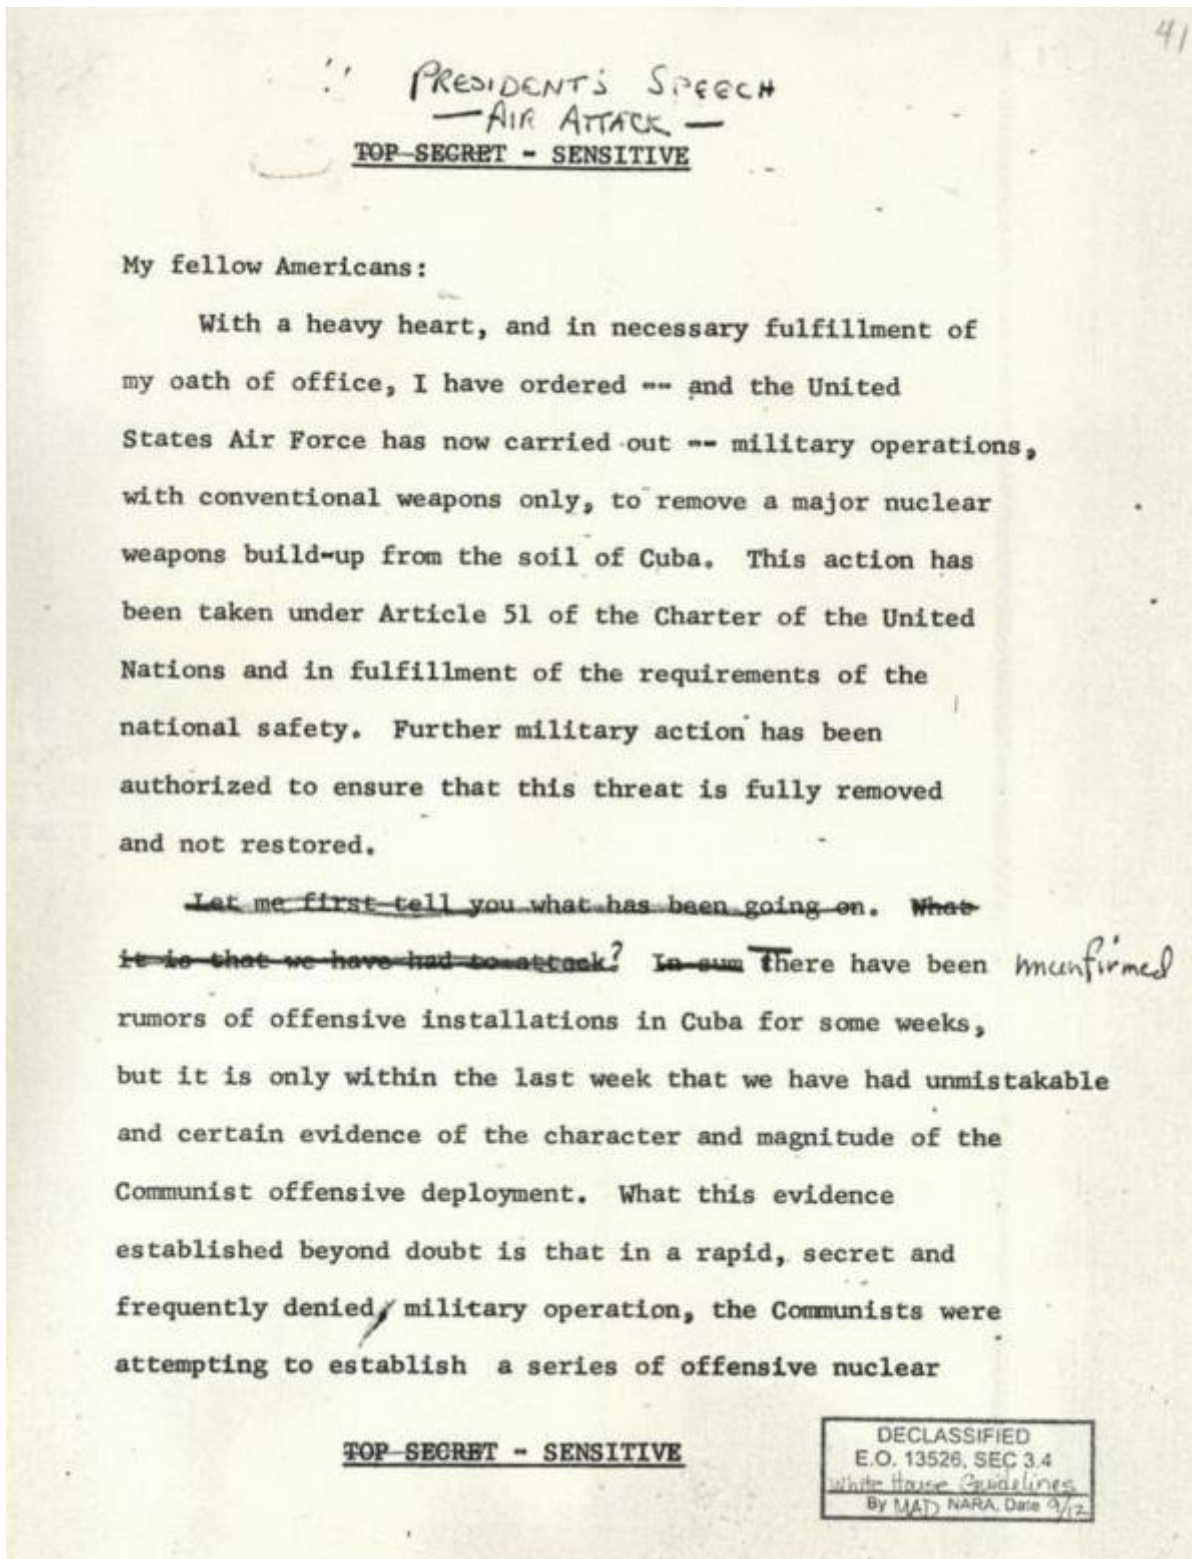 41
PRESIDENT'S SPEECH
— AIR ATTACK —
TOP SECRET - SENSITIVE
My fellow Americans:
With a heavy heart, and in necessary fulfillment of
my oath of office, I have ordered -- and the United
States Air Force has now carried out -- military operations,
with conventional weapons only, to remove a major nuclear
weapons build-up from the soil of Cuba. This action has
been taken under Article 51 of the Charter of the United
Nations and in fulfillment of the requirements of the
national safety. Further military action has been
authorized to ensure that this threat is fully removed
and not restored.
Let me first tell you what has been going on. What
it is that we have had to attack? In sum There have been unconfirmed
rumors of offensive installations in Cuba for some weeks,
but it is only within the last week that we have had unmistakable
and certain evidence of the character and magnitude of the
Communist offensive deployment. What this evidence
established beyond doubt is that in a rapid, secret and
frequently denied, military operation, the Communists were
attempting to establish a series of offensive nuclear
TOP SECRET - SENSITIVE
DECLASSIFIED
E.O. 13526, SEC 3.4
White House Guidelines
By MAD NARA, Date 9/12